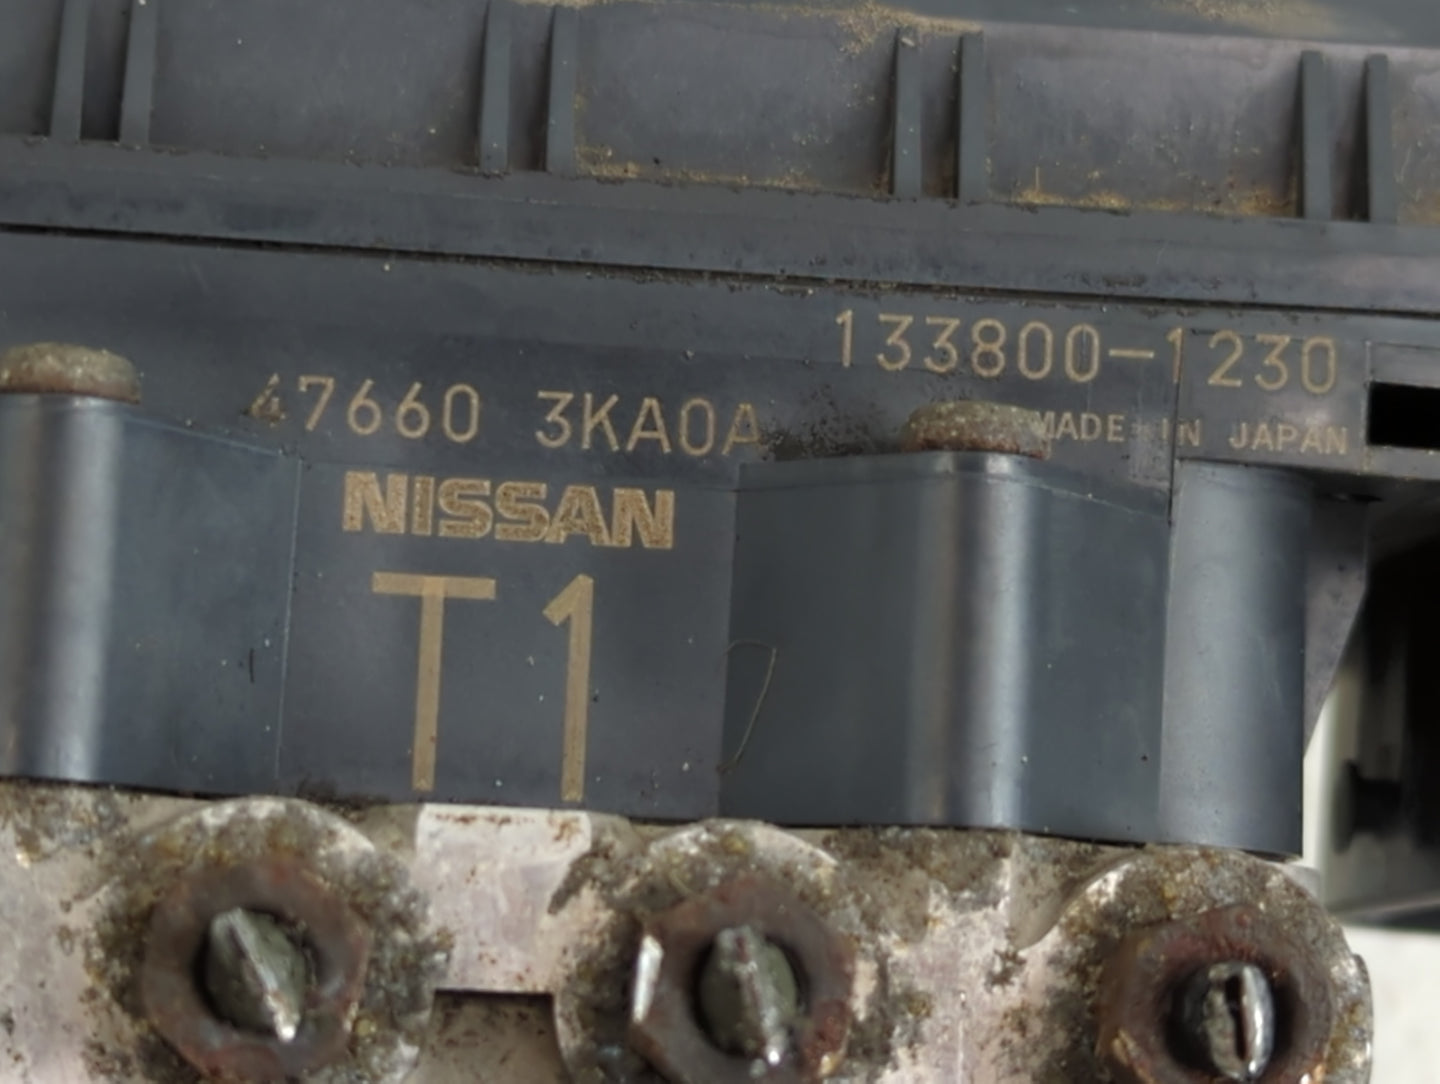 133800-1230
47660 3KA0A
MADE IN JAPAN
NISSAN
T1